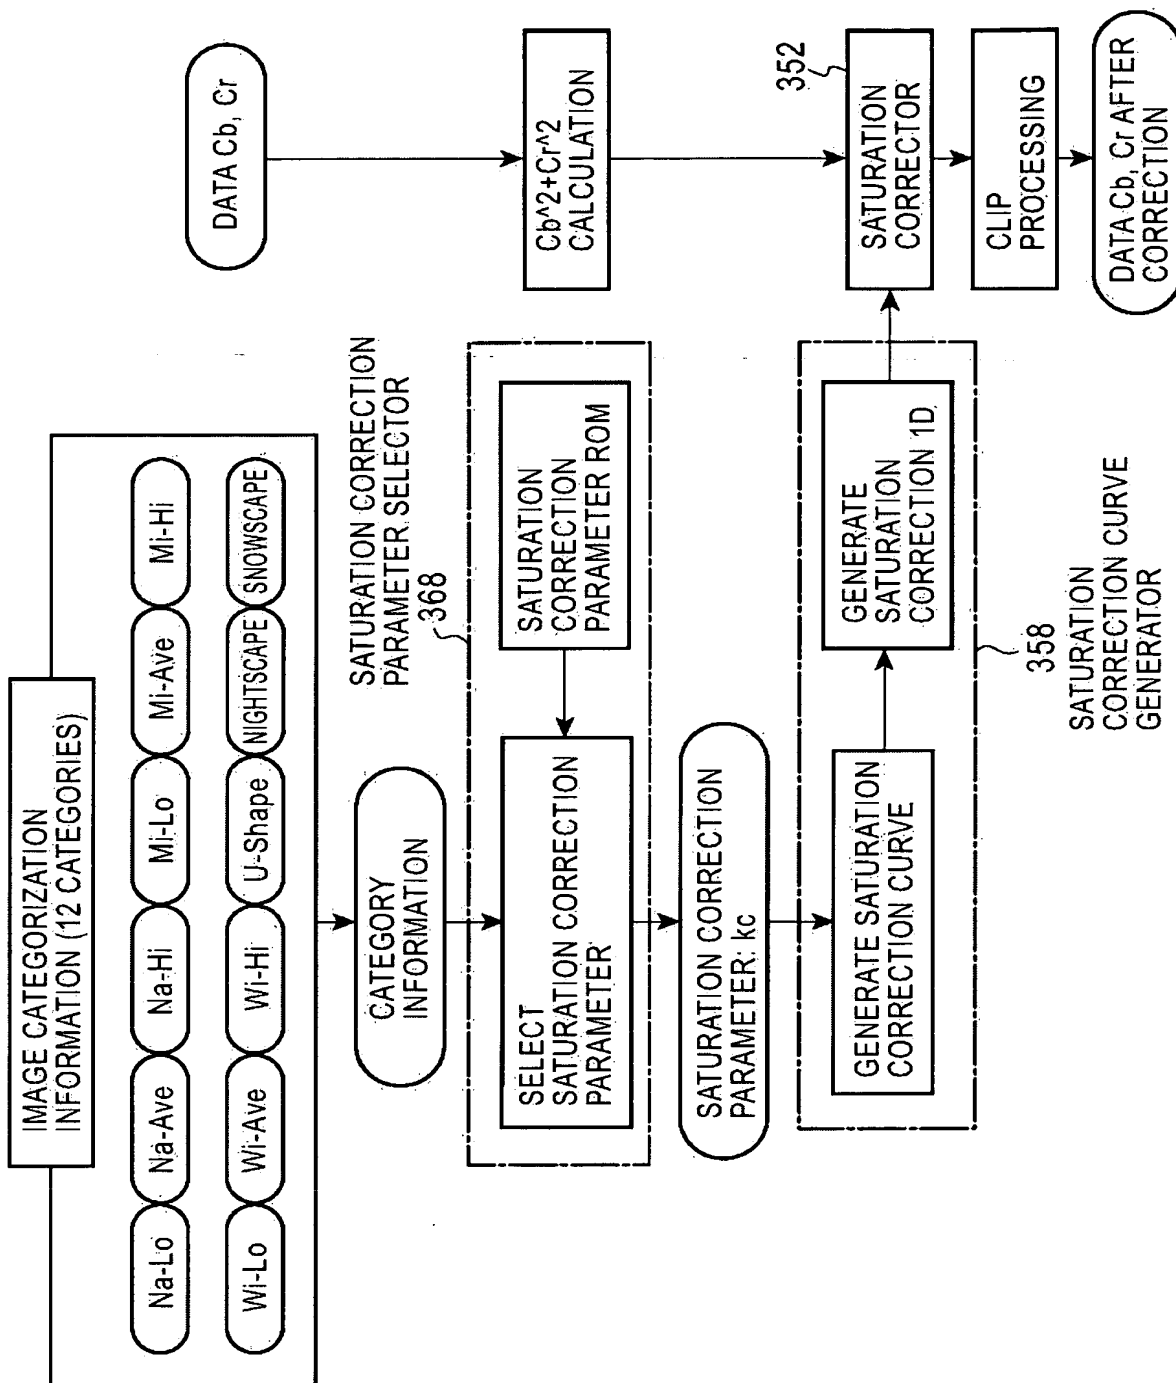 IMAGE CATEGORIZATION
INFORMATION (12 CATEGORIES)
Na-Lo
Na-Ave
Na-Hi
Mi-Lo
Mi-Ave
Mi-Hi
Wi-Lo
Wi-Ave
Wi-Hi
U-Shape
NIGHTSCAPE
SNOWSCAPE
DATA Cb, Cr
CATEGORY
INFORMATION
SATURATION CORRECTION
PARAMETER SELECTOR
368
SELECT
SATURATION CORRECTION
PARAMETER
SATURATION
CORRECTION
PARAMETER ROM
Cb^2+Cr^2
CALCULATION
SATURATION CORRECTION
PARAMETER: kc
GENERATE SATURATION
CORRECTION CURVE
GENERATE
SATURATION
CORRECTION 1D
352
SATURATION
CORRECTOR
CLIP
PROCESSING
358
SATURATION
CORRECTION CURVE
GENERATOR
DATA Cb, Cr AFTER
CORRECTION